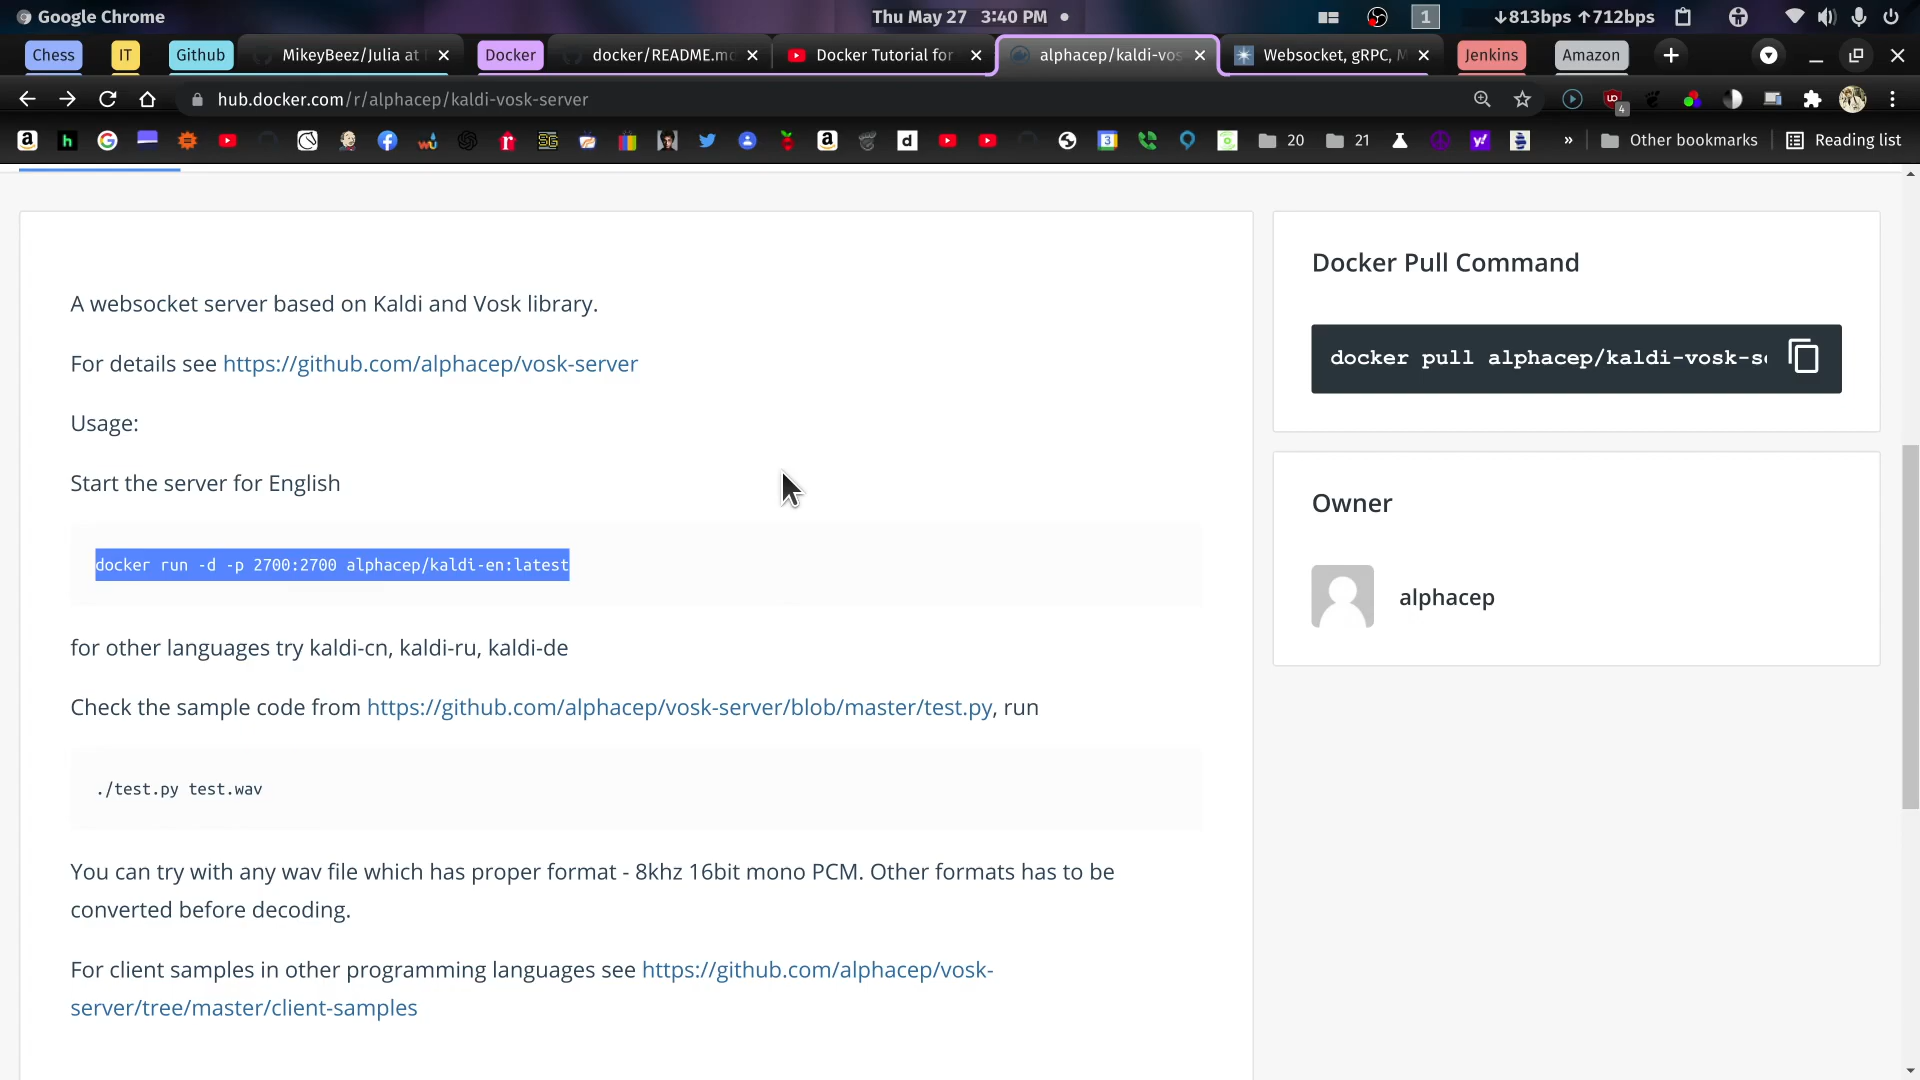 Google Chrome
Thu May 27 3:40 PM
1
↓813bps ↑712bps
Chess
IT
Github
MikeyBeez/Julia at
Docker
docker/README.m
Docker Tutorial for
alphacep/kaldi-vos
Websocket, gRPC, M
Jenkins
Amazon
hub.docker.com/r/alphacep/kaldi-vosk-server
4
20
21
»
Other bookmarks
Reading list
A websocket server based on Kaldi and Vosk library.
For details see https://github.com/alphacep/vosk-server
Usage:
Start the server for English
docker run -d -p 2700:2700 alphacep/kaldi-en:latest
for other languages try kaldi-cn, kaldi-ru, kaldi-de
Check the sample code from https://github.com/alphacep/vosk-server/blob/master/test.py, run
./test.py test.wav
You can try with any wav file which has proper format - 8khz 16bit mono PCM. Other formats has to be
converted before decoding.
For client samples in other programming languages see https://github.com/alphacep/vosk-
server/tree/master/client-samples
Docker Pull Command
docker pull alphacep/kaldi-vosk-s
Owner
alphacep